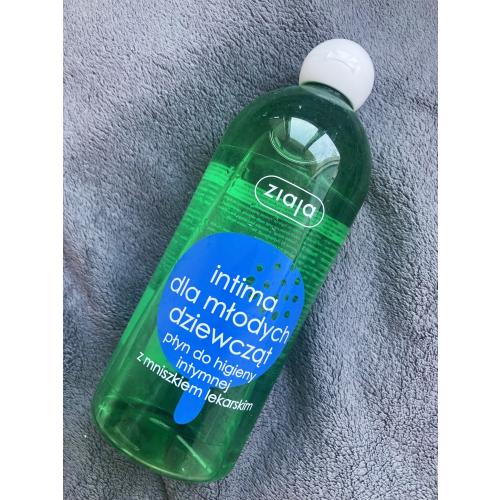 ziaja
intima
dla młodych
dziewcząt
płyn do higieny
intymnej
z mniszkiem lekarskim